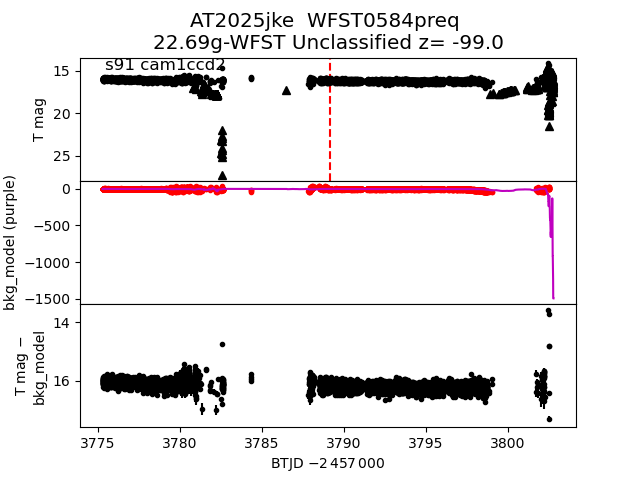 AT2025jke  WFST0584preq
22.69g-WFST Unclassified z= -99.0
s91 cam1ccd2
T mag
15
20
25
bkg_model (purple)
0
−500
−1000
−1500
T mag −
bkg_model
14
16
3775
3780
3785
3790
3795
3800
BTJD −2 457 000